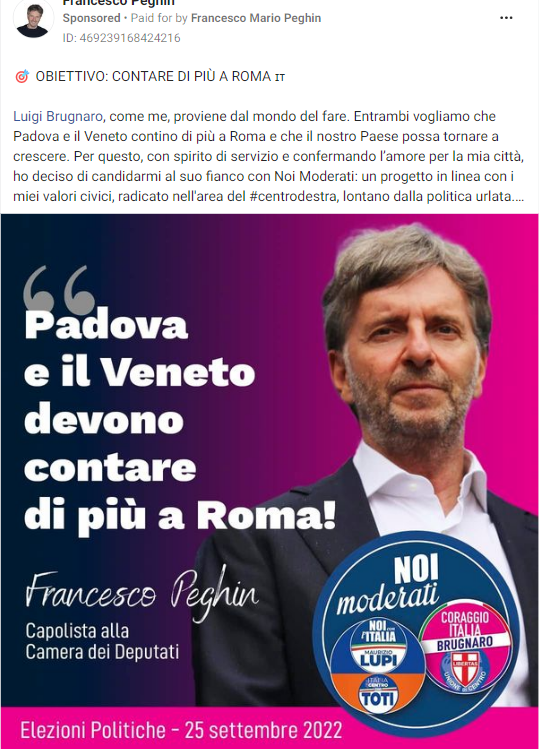 Francesco Peghin
Sponsored • Paid for by Francesco Mario Peghin
ID: 469239168424216
🎯 OBIETTIVO: CONTARE DI PIÙ A ROMA IT
Luigi Brugnaro, come me, proviene dal mondo del fare. Entrambi vogliamo che
Padova e il Veneto contino di più a Roma e che il nostro Paese possa tornare a
crescere. Per questo, con spirito di servizio e confermando l’amore per la mia città,
ho deciso di candidarmi al suo fianco con Noi Moderati: un progetto in linea con i
miei valori civici, radicato nell'area del #centrodestra, lontano dalla politica urlata....
“
Padova
e il Veneto
devono
contare
di più a Roma!
Francesco Peghin
Capolista alla
Camera dei Deputati
NOI
moderati
NOI CON
l'ITALIA
MAURIZIO
LUPI
ITALIA
CENTRO
TOTI
CORAGGIO
ITALIA
BRUGNARO
LIBERTAS
UNIONE di CENTRO
Elezioni Politiche - 25 settembre 2022